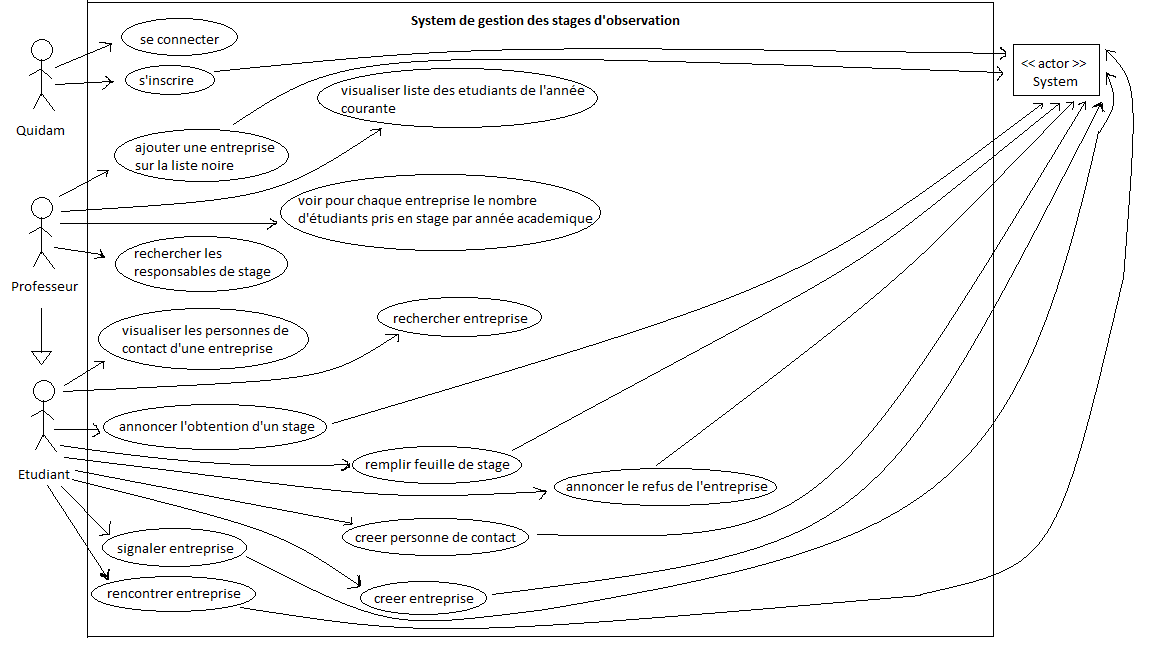 System de gestion des stages d'observation
se connecter
s'inscrire
Quidam
<< actor >>
System
visualiser liste des etudiants de l'année
courante
ajouter une entreprise
sur la liste noire
voir pour chaque entreprise le nombre
d'étudiants pris en stage par année academique
rechercher les
responsables de stage
Professeur
visualiser les personnes de
contact d'une entreprise
rechercher entreprise
annoncer l'obtention d'un stage
remplir feuille de stage
Etudiant
annoncer le refus de l'entreprise
creer personne de contact
signaler entreprise
rencontrer entreprise
creer entreprise